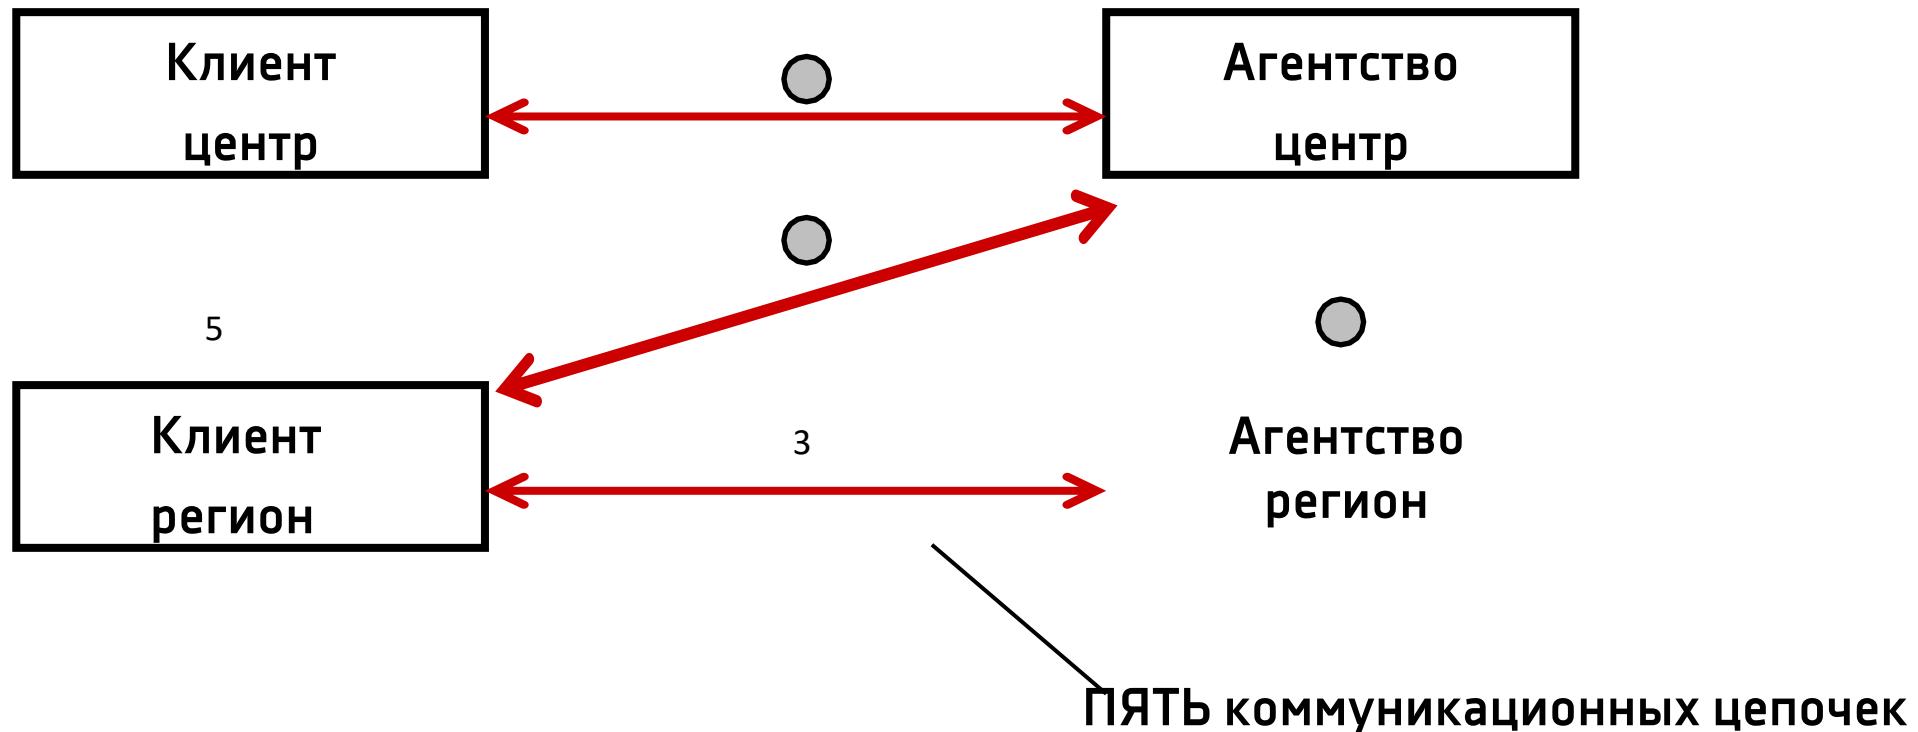 Клиент
центр
Агентство
центр
5
Клиент
регион
3
Агентство
регион
ПЯТЬ коммуникационных цепочек